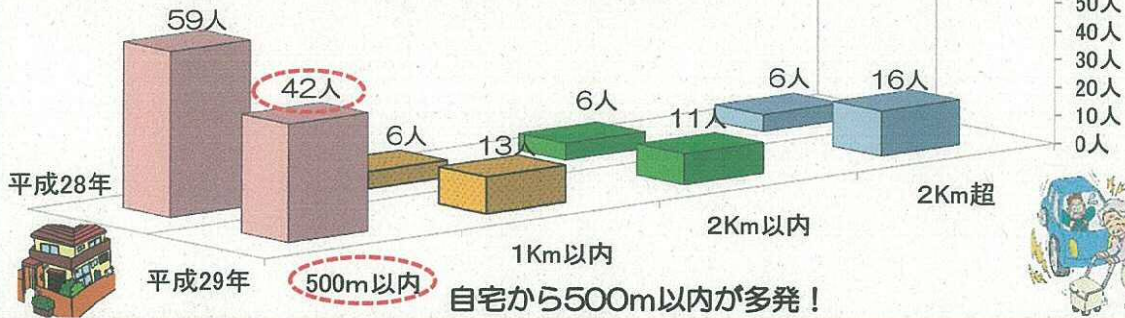 50人
59人
40人
30人
42人
20人
6人
16人
6人
10人
11人
6人
13人
0人
平成28年
2Km超
2Km以内
1Km以内
平成29年
500m以内
自宅から500m以内が多発!